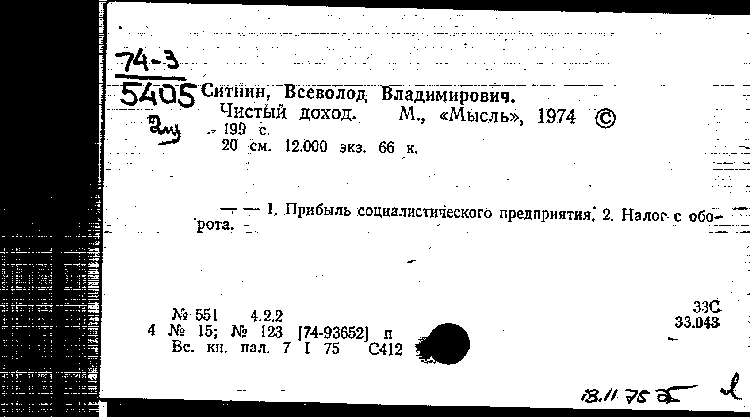 74-3
5405
2
Ситнин, Всеволод Владимирович.
Чистый доход. М., «Мысль», 1974 ©
- 199 с.
20 см. 12.000 экз. 66 к.
— — 1. Прибыль социалистического предприятия. 2. Налог с обо-
рота.
33С
33.043
№ 551 4.2.2
4 № 15; № 123 [74-93652] п
Вс. кн. пал. 7 I 75 С412
18.11 75